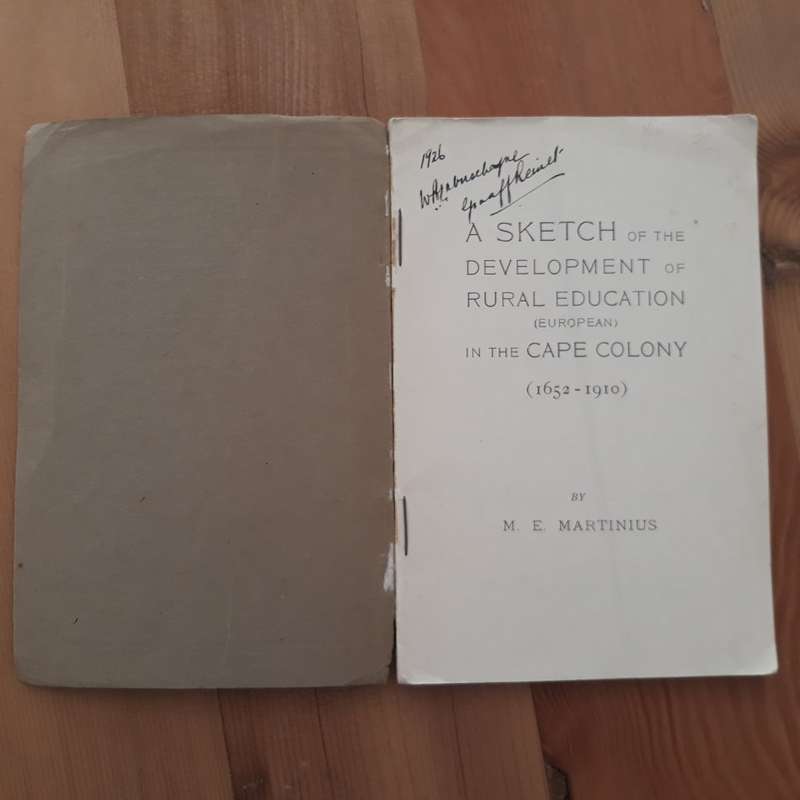 1926
Graaff Reinet
A SKETCH OF THE
DEVELOPMENT OF
RURAL EDUCATION
(EUROPEAN)
IN THE CAPE COLONY
(1652-1910)
BY
M. E. MARTINIUS